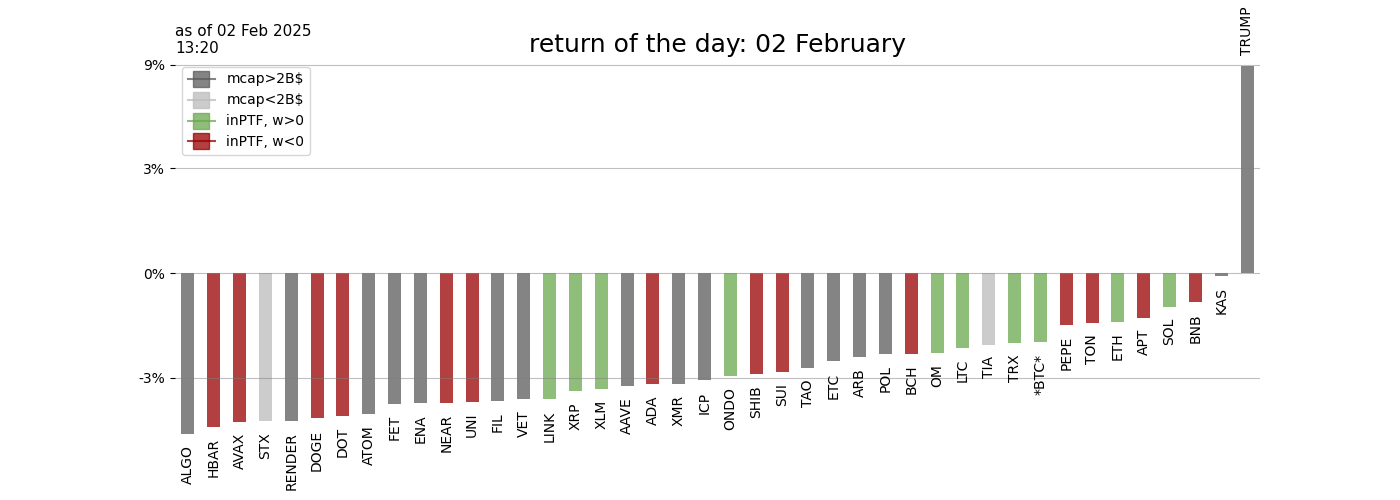 as of 02 Feb 2025
13:20
return of the day: 02 February
TRUMP
9%
mcap>2B$
mcap<2B$
inPTF, w>0
inPTF, w<0
3%
0%
-3%
ALGO
HBAR
AVAX
STX
RENDER
DOGE
DOT
ATOM
FET
ENA
NEAR
UNI
FIL
VET
LINK
XRP
XLM
AAVE
ADA
XMR
ICP
ONDO
SHIB
SUI
TAO
ETC
ARB
POL
BCH
OM
LTC
TIA
TRX
*BTC*
PEPE
TON
ETH
APT
SOL
BNB
KAS